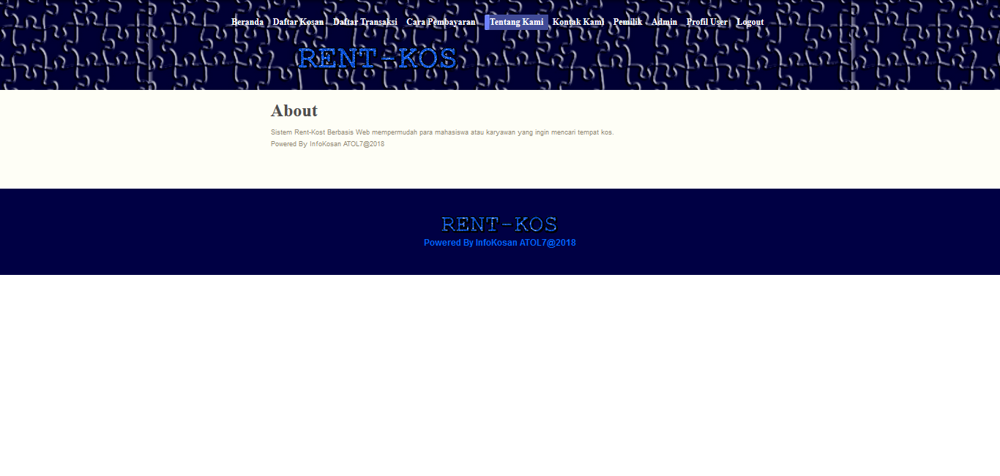 Beranda Daftar Kosan Daftar Transaksi Cara Pembayaran Tentang Kami Kontak Kami Pemilik Admin Profil User Logout
RENT-KOS
About
Sistem Rent-Kost Berbasis Web mempermudah para mahasiswa atau karyawan yang ingin mencari tempat kos.
Powered By InfoKosan ATOL7@2018
RENT-KOS
Powered By InfoKosan ATOL7@2018